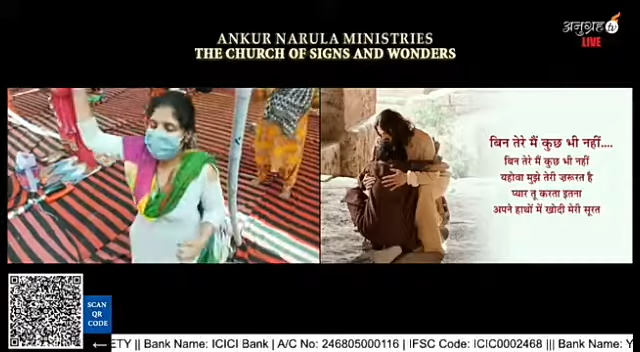 ANKUR NARULA MINISTRIES
THE CHURCH OF SIGNS AND WONDERS
अनुग्रह tv
LIVE
बिन तेरे मैं कुछ भी नहीं....
बिन तेरे मैं कुछ भी नहीं
यहोवा मुझे तेरी ज़रूरत है
प्यार तू करता इतना
अपने हाथों में खोदी मेरी सूरत
SCAN
QR
CODE
ETY || Bank Name: ICICI Bank | A/C No: 246805000116 | IFSC Code: ICIC0002468 ||| Bank Name: Y